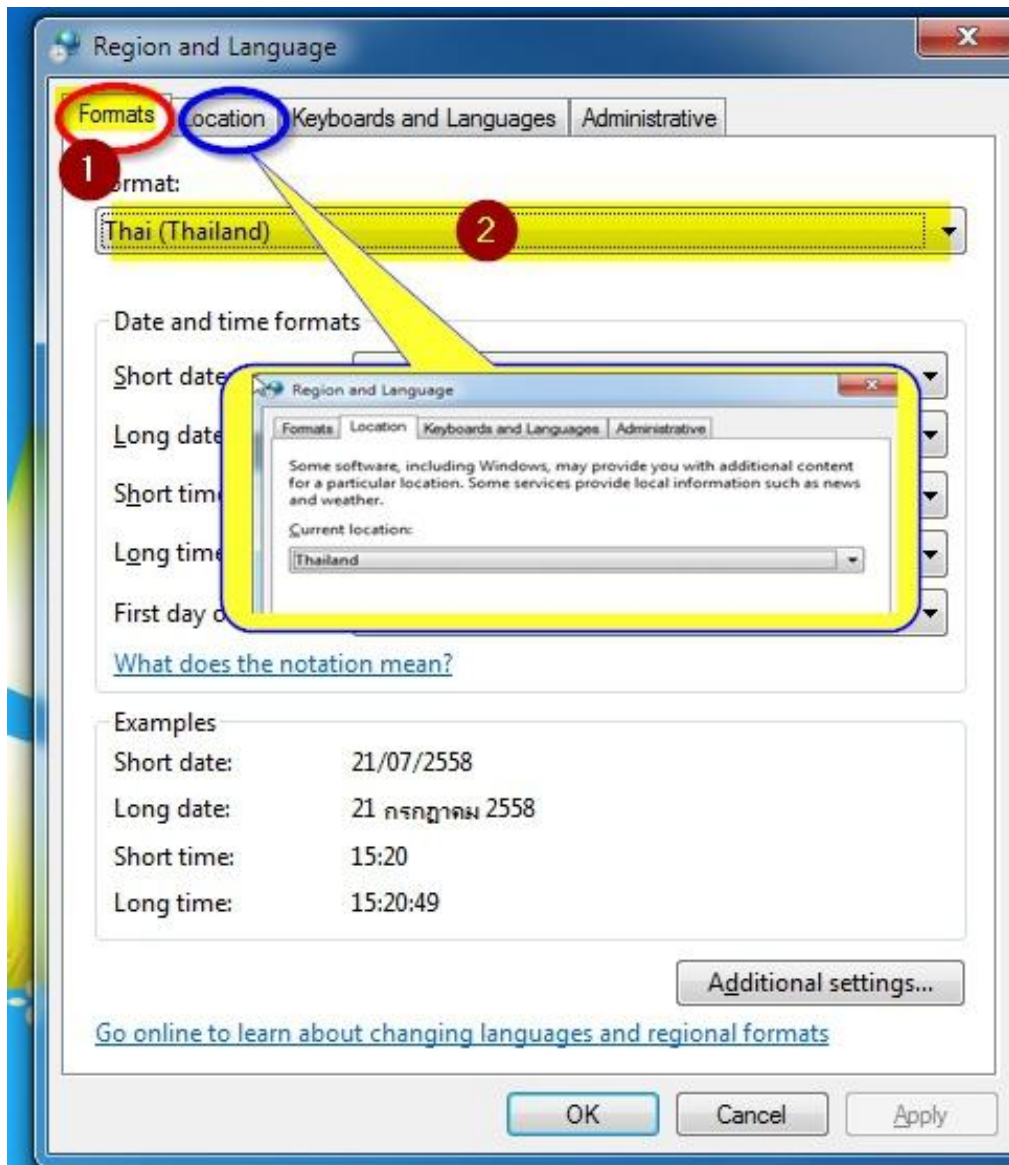 Region and Language
Formats Location Keyboards and Languages Administrative
1
ormat:
Thai (Thailand) 2
Date and time formats
Short date
Long date
Short tim
Long time
First day o
Region and Language
Formats Location Keyboards and Languages Administrative
Some software, including Windows, may provide you with additional content
for a particular location. Some services provide local information such as news
and weather.
Current location:
Thailand
What does the notation mean?
Examples
Short date: 21/07/2558
Long date: 21 กรกฎาคม 2558
Short time: 15:20
Long time: 15:20:49
Additional settings...
Go online to learn about changing languages and regional formats
OK Cancel Apply